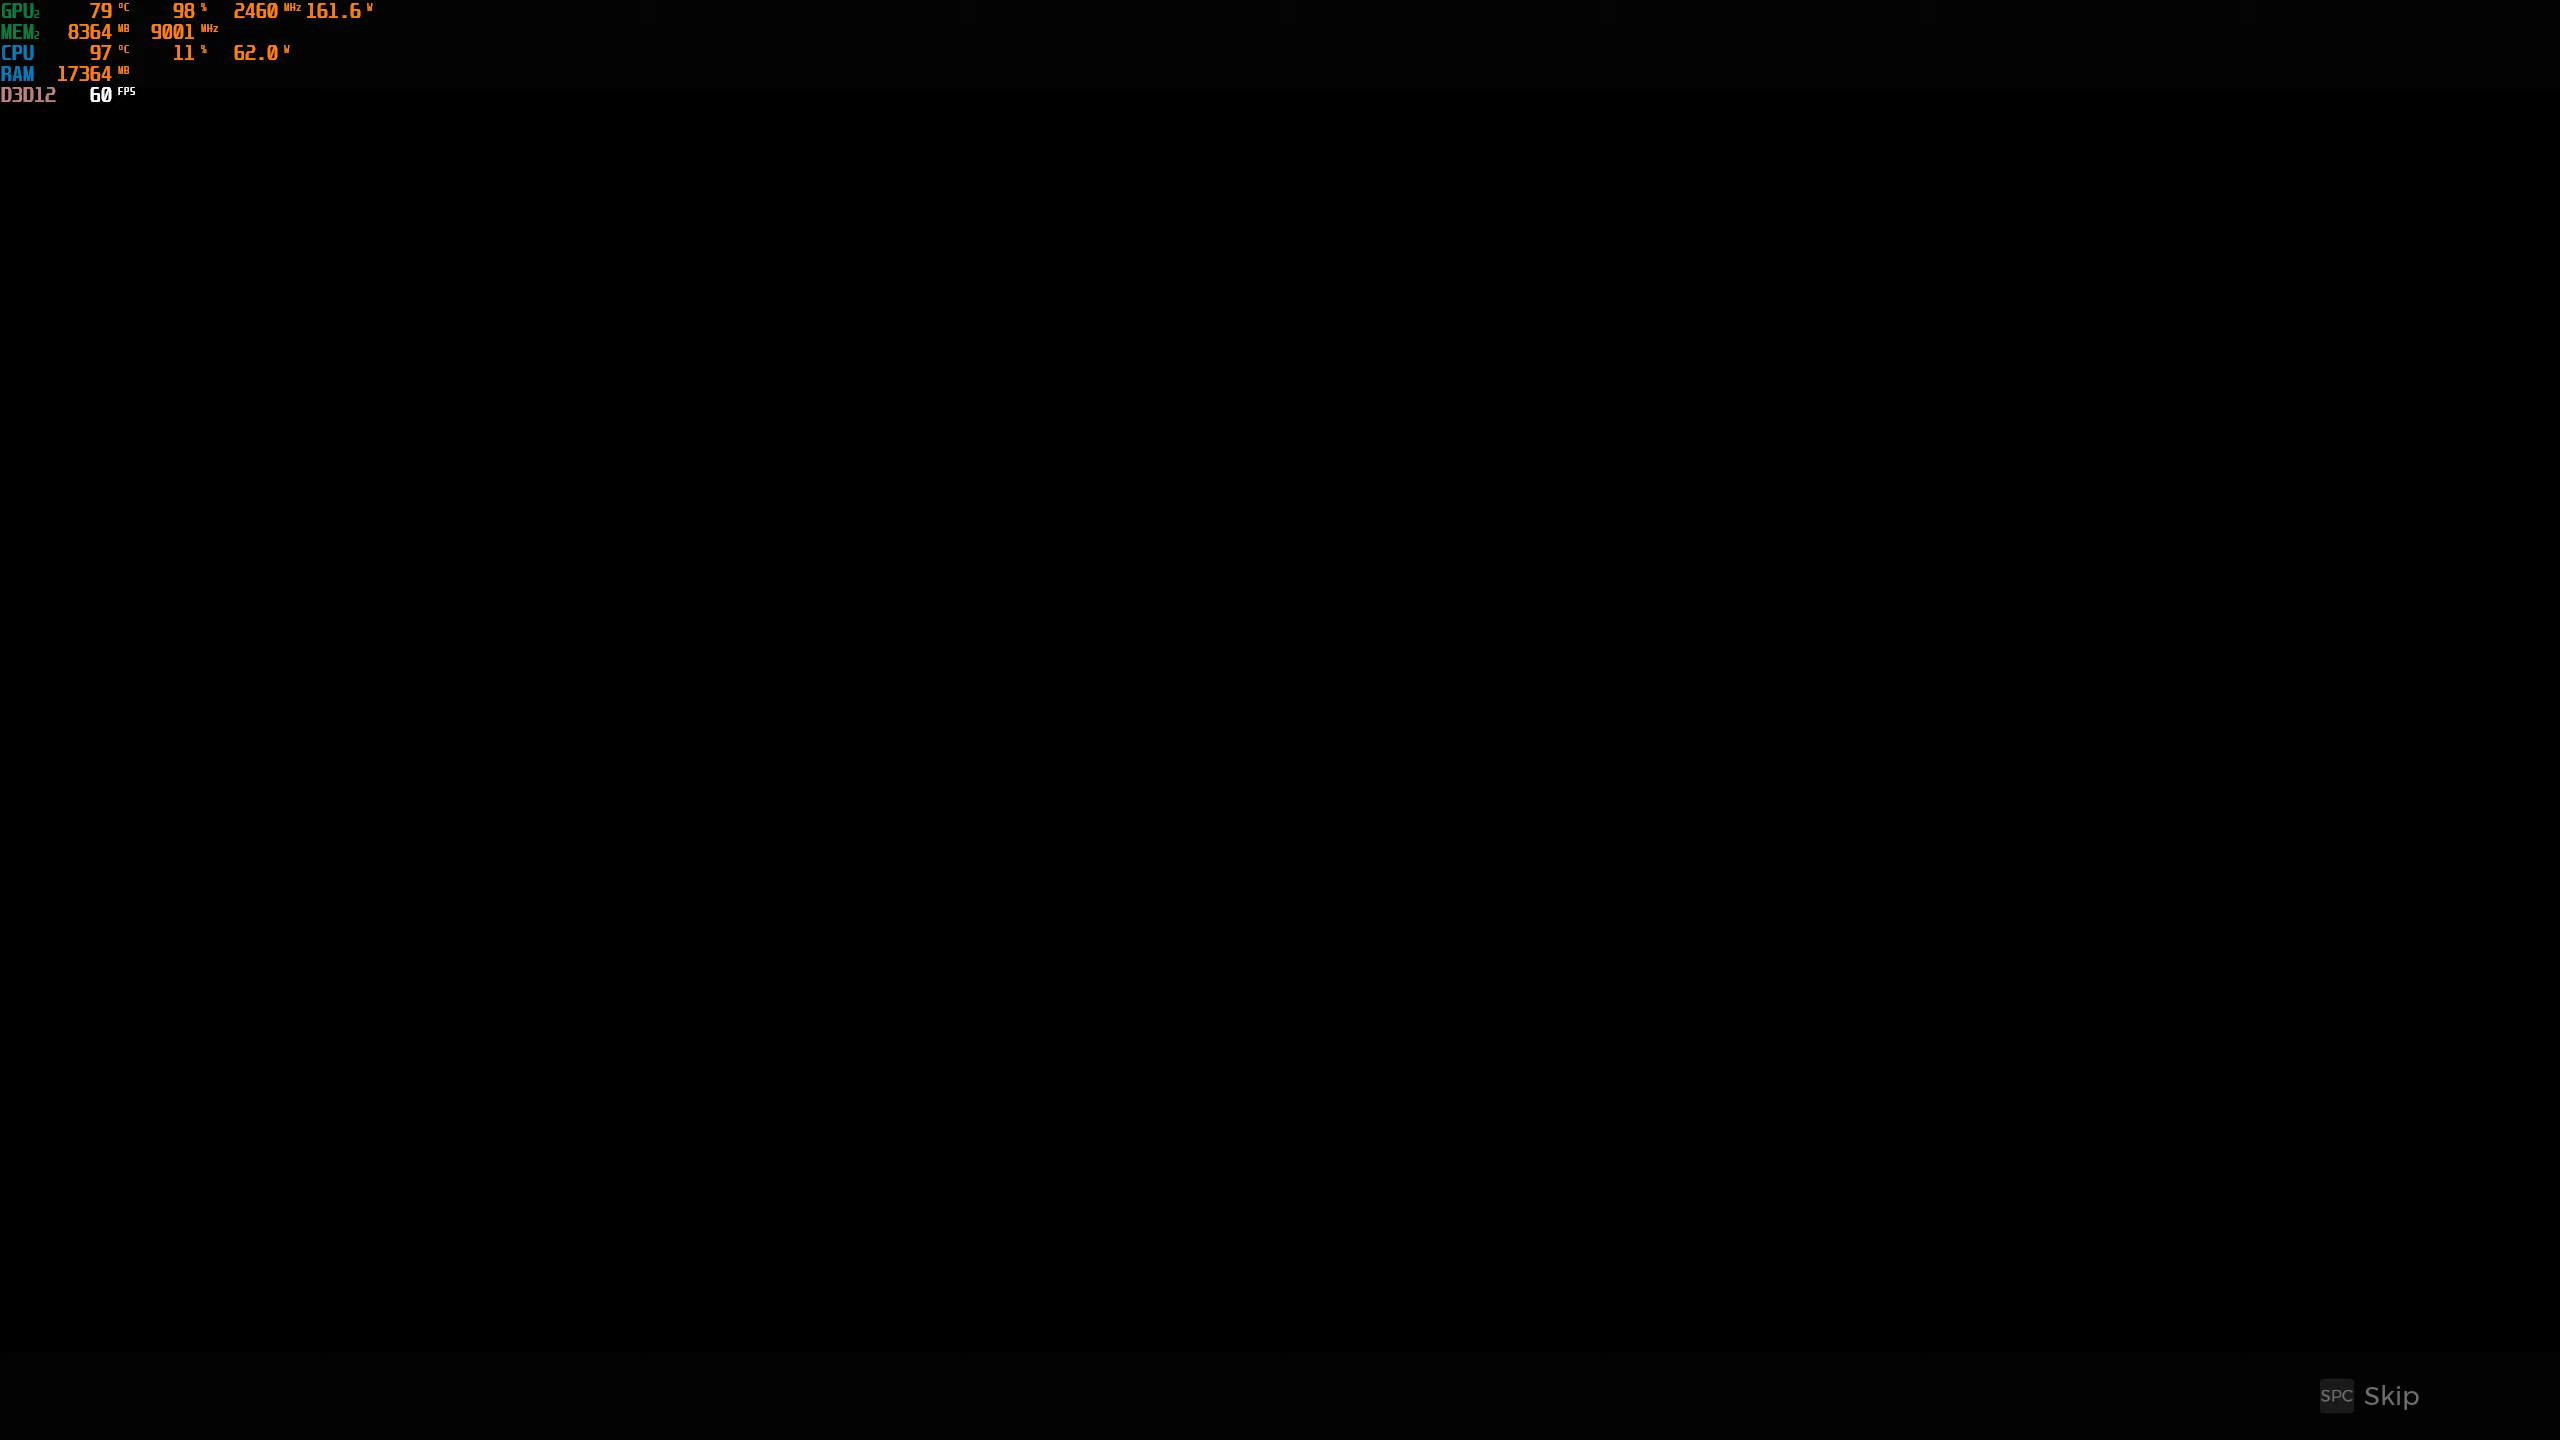 GPU₂ 79 °C 98 % 2460 MHz 161.6 W
MEM₂ 8364 MB 9001 MHz
CPU 97 °C 11 % 62.0 W
RAM 17364 MB
D3D12 60 FPS
SPC Skip